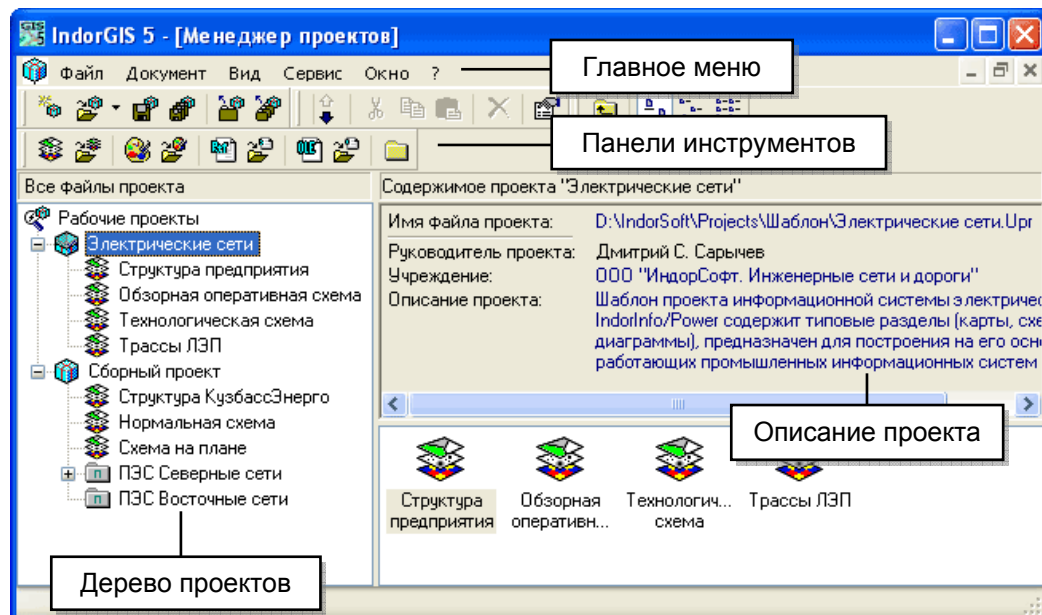 IndorGIS 5 - [Менеджер проектов]
Файл Документ Вид Сервис Окно ?
Главное меню
Панели инструментов
Все файлы проекта
Содержимое проекта "Электрические сети"
Рабочие проекты
Электрические сети
Структура предприятия
Обзорная оперативная схема
Технологическая схема
Трассы ЛЭП
Сборный проект
Структура КузбассЭнерго
Нормальная схема
Схема на плане
ПЭС Северные сети
ПЭС Восточные сети
Дерево проектов
Имя файла проекта: D:\IndorSoft\Projects\Шаблон\Электрические сети.Upr
Руководитель проекта: Дмитрий С. Сарычев
Учреждение: ООО "ИндорСофт. Инженерные сети и дороги"
Описание проекта: Шаблон проекта информационной системы электричес
IndorInfo/Power содержит типовые разделы (карты, схе
диаграммы), предназначен для построения на его осно
работающих промышленных информационных систем
Описание проекта
Структура предприятия
Обзорная оперативн...
Технологич... схема
Трассы ЛЭП